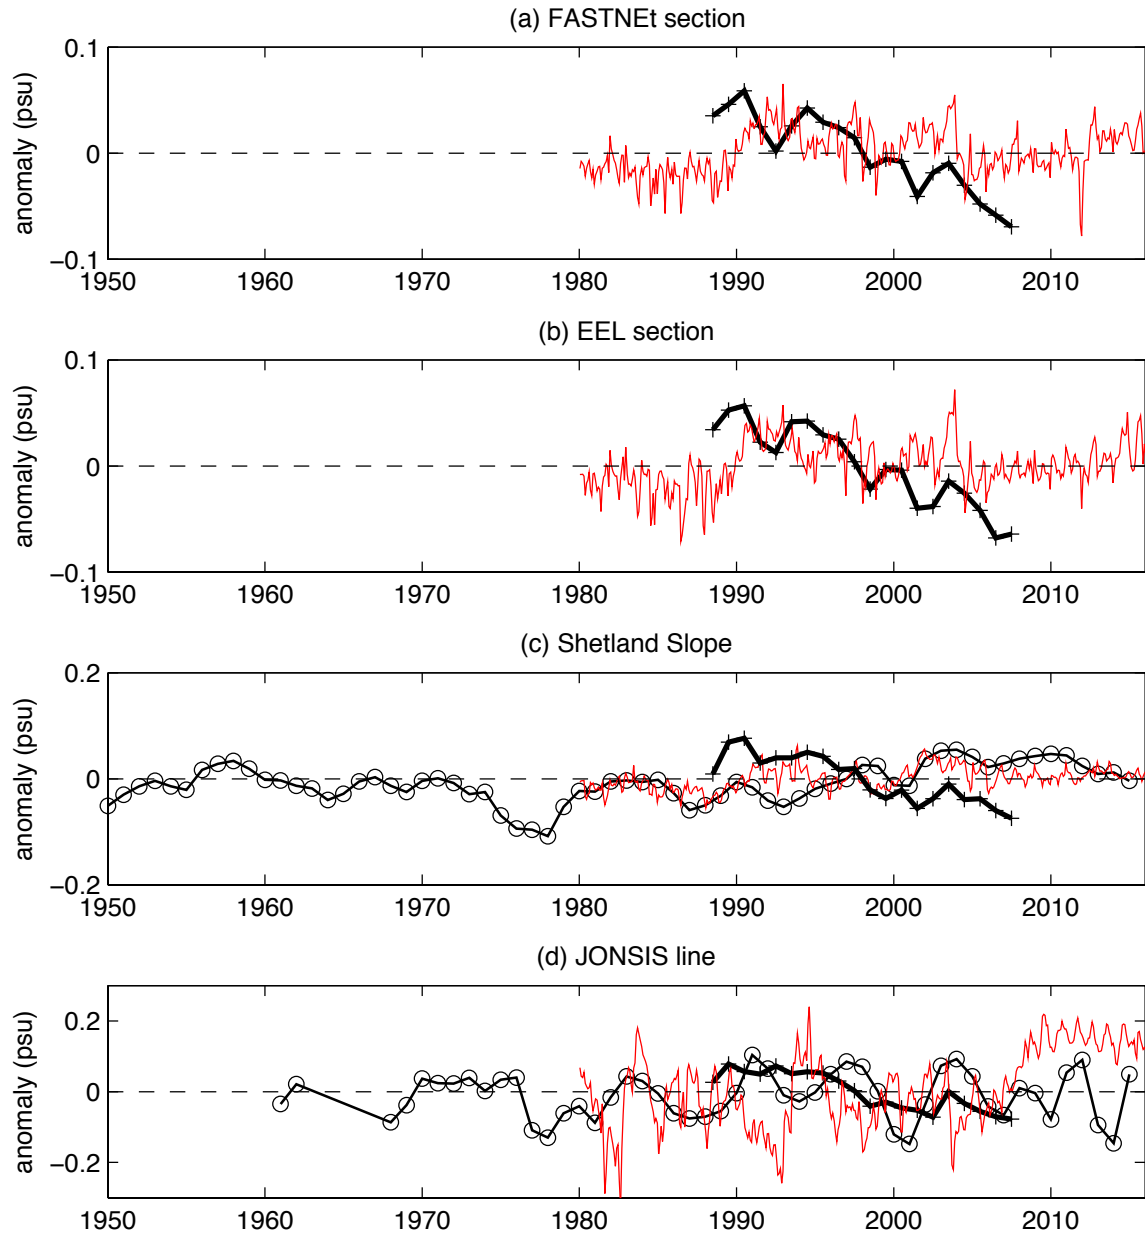 (a) FASTNEt section
0.1
0
−0.1
anomaly (psu)
1950 1960 1970 1980 1990 2000 2010
(b) EEL section
0.1
0
−0.1
anomaly (psu)
1950 1960 1970 1980 1990 2000 2010
(c) Shetland Slope
0.2
0
−0.2
anomaly (psu)
1950 1960 1970 1980 1990 2000 2010
(d) JONSIS line
0.2
0
−0.2
anomaly (psu)
1950 1960 1970 1980 1990 2000 2010